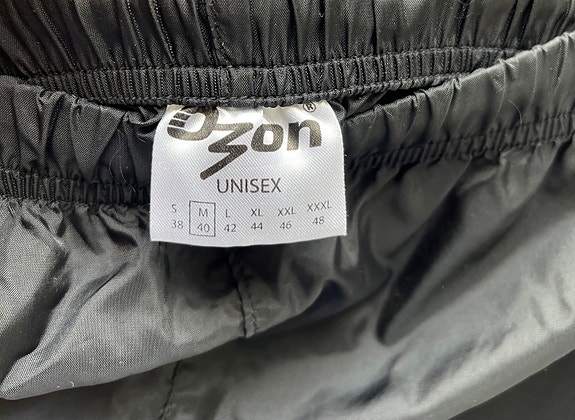 Ozon®
UNISEX
S M L XL XXL XXXL
38 40 42 44 46 48